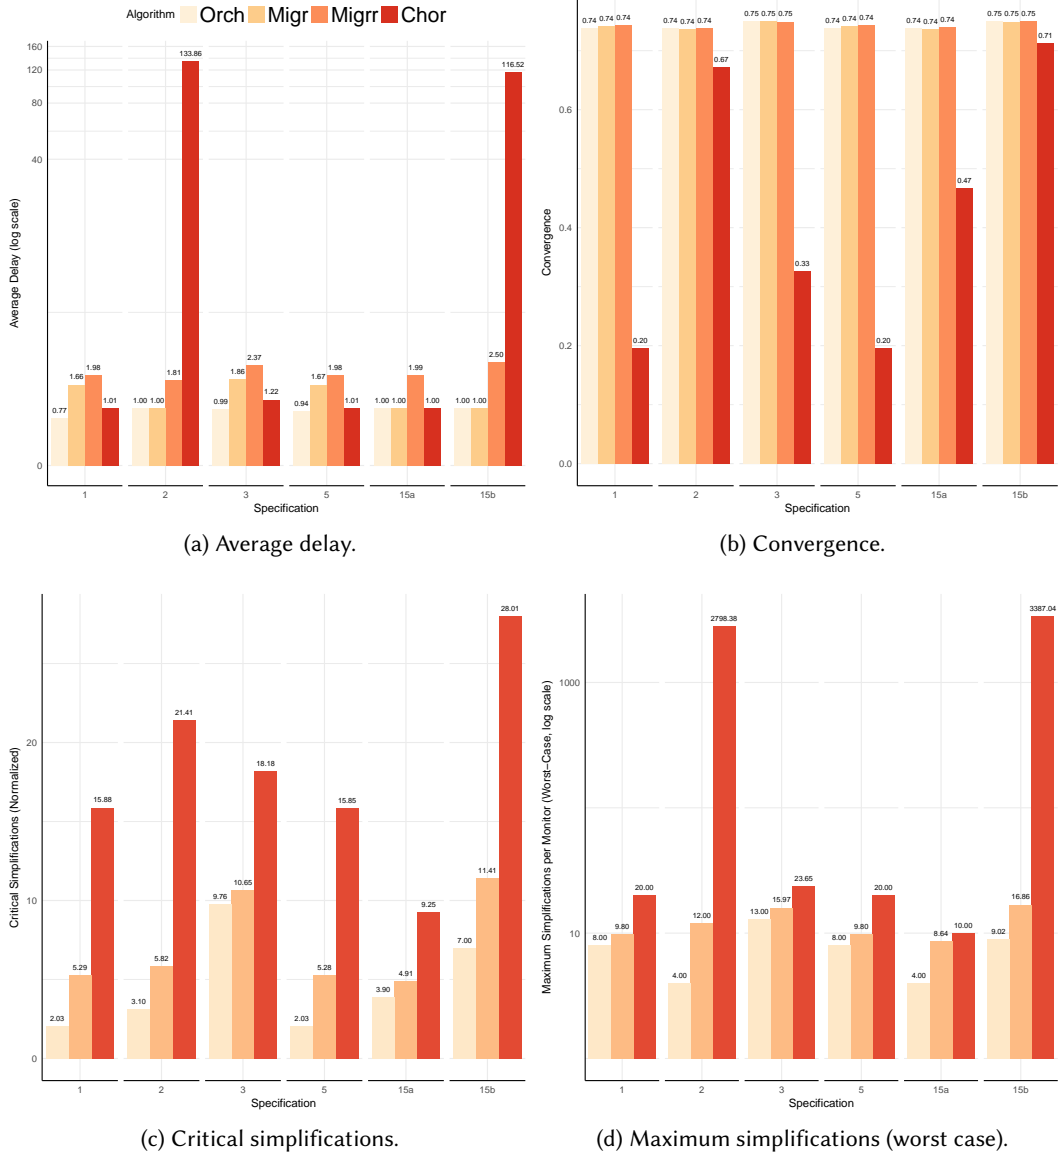 Algorithm Orch Migr Migrr Chor
160
120
80
40
0
Average Delay (log scale)
0.77 1.66 1.98 1.01
1.00 1.00 1.81 133.86
0.99 1.86 2.37 1.22
0.94 1.67 1.98 1.01
1.00 1.00 1.99 1.00
1.00 1.00 2.50 116.52
1 2 3 5 15a 15b
Specification
(a) Average delay.
0.6
0.4
0.2
0.0
Convergence
0.74 0.74 0.74 0.20
0.74 0.74 0.74 0.67
0.75 0.75 0.75 0.33
0.74 0.74 0.74 0.20
0.74 0.74 0.74 0.47
0.75 0.75 0.75 0.71
1 2 3 5 15a 15b
Specification
(b) Convergence.
20
10
0
Critical Simplifications (Normalized)
2.03 5.29 15.88
3.10 5.82 21.41
9.76 10.65 18.18
2.03 5.28 15.85
3.90 4.91 9.25
7.00 11.41 28.01
1 2 3 5 15a 15b
Specification
(c) Critical simplifications.
1000
10
Maximum Simplifications per Monitor (Worst−Case, log scale)
8.00 9.80 20.00
4.00 12.00 2798.38
13.00 15.97 23.65
8.00 9.80 20.00
4.00 8.64 10.00
9.02 16.86 3387.04
1 2 3 5 15a 15b
Specification
(d) Maximum simplifications (worst case).